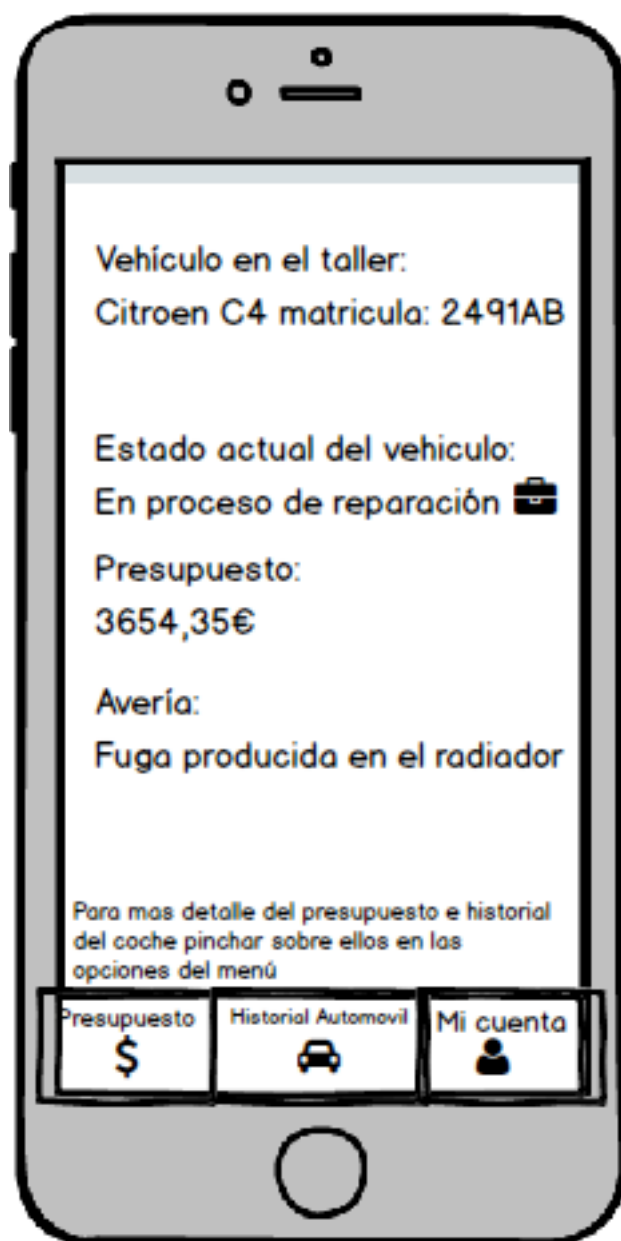 Vehículo en el taller:
Citroen C4 matricula: 2491AB
Estado actual del vehiculo:
En proceso de reparación
Presupuesto:
3654,35€
Avería:
Fuga producida en el radiador
Para mas detalle del presupuesto e historial
del coche pinchar sobre ellos en las
opciones del menú
Presupuesto
Historial Automovil
Mi cuenta
$